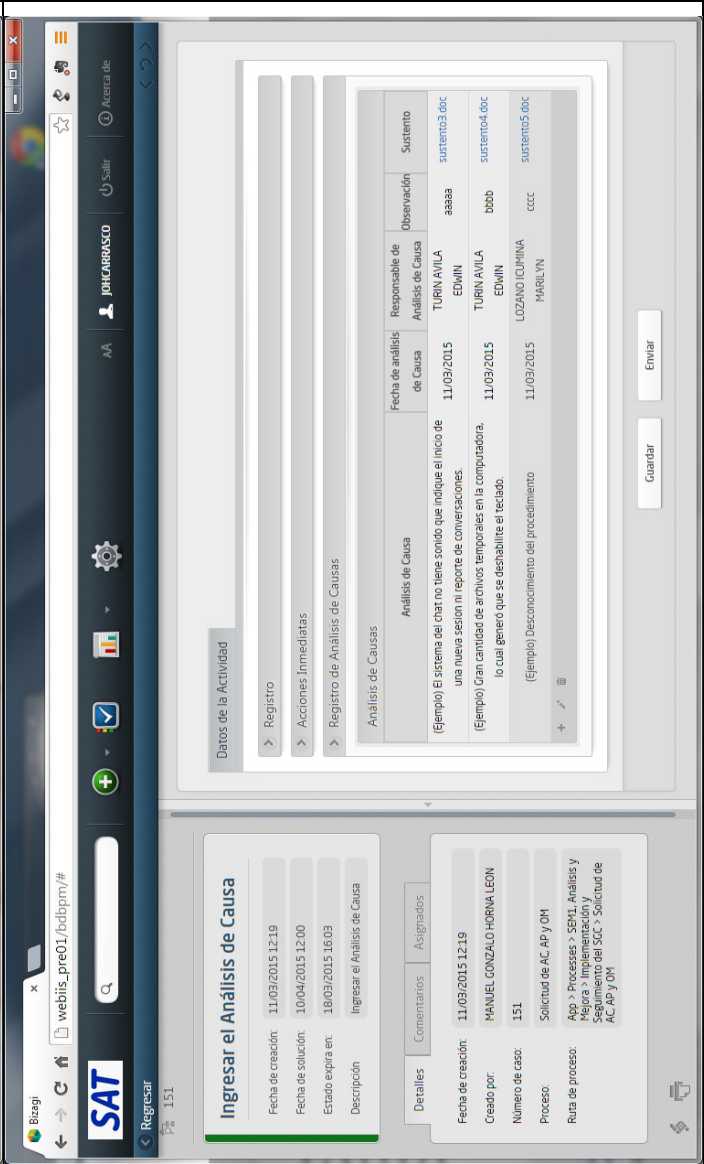 Bizagi
webiis_pre01/bdbpm/#
SAT
AA
JOHCARRASCO
Salir
Acerca de
Regresar
151
Ingresar el Análisis de Causa
Fecha de creación: 11/03/2015 12:19
Fecha de solución: 10/04/2015 12:00
Estado expira en: 18/03/2015 16:03
Descripción Ingresar el Análisis de Causa
Detalles Comentarios Asignados
Fecha de creación: 11/03/2015 12:19
Creado por: MANUEL GONZALO HORNA LEON
Número de caso: 151
Proceso: Solicitud de AC, AP y OM
Ruta de proceso: App > Processes > SEM1. Análisis y
Mejora > Implementación y
Seguimiento del SGC > Solicitud de
AC, AP y OM
Datos de la Actividad
Registro
Acciones Inmediatas
Registro de Análisis de Causas
Análisis de Causas
Análisis de Causa Fecha de análisis de Causa Responsable de Análisis de Causa Observación Sustento
(Ejemplo) El sistema del chat no tiene sonido que indique el inicio de
una nueva sesion ni reporte de conversaciones.
11/03/2015
TURIN AVILA
EDWIN
aaaaa
sustento3.doc
(Ejemplo) Gran cantidad de archivos temporales en la computadora,
lo cual generó que se deshabilite el teclado.
11/03/2015
TURIN AVILA
EDWIN
bbbb
sustento4.doc
(Ejemplo) Desconocimiento del procedimiento
11/03/2015
LOZANO ICUMINA
MARILYN
cccc
sustento5.doc
Guardar
Enviar